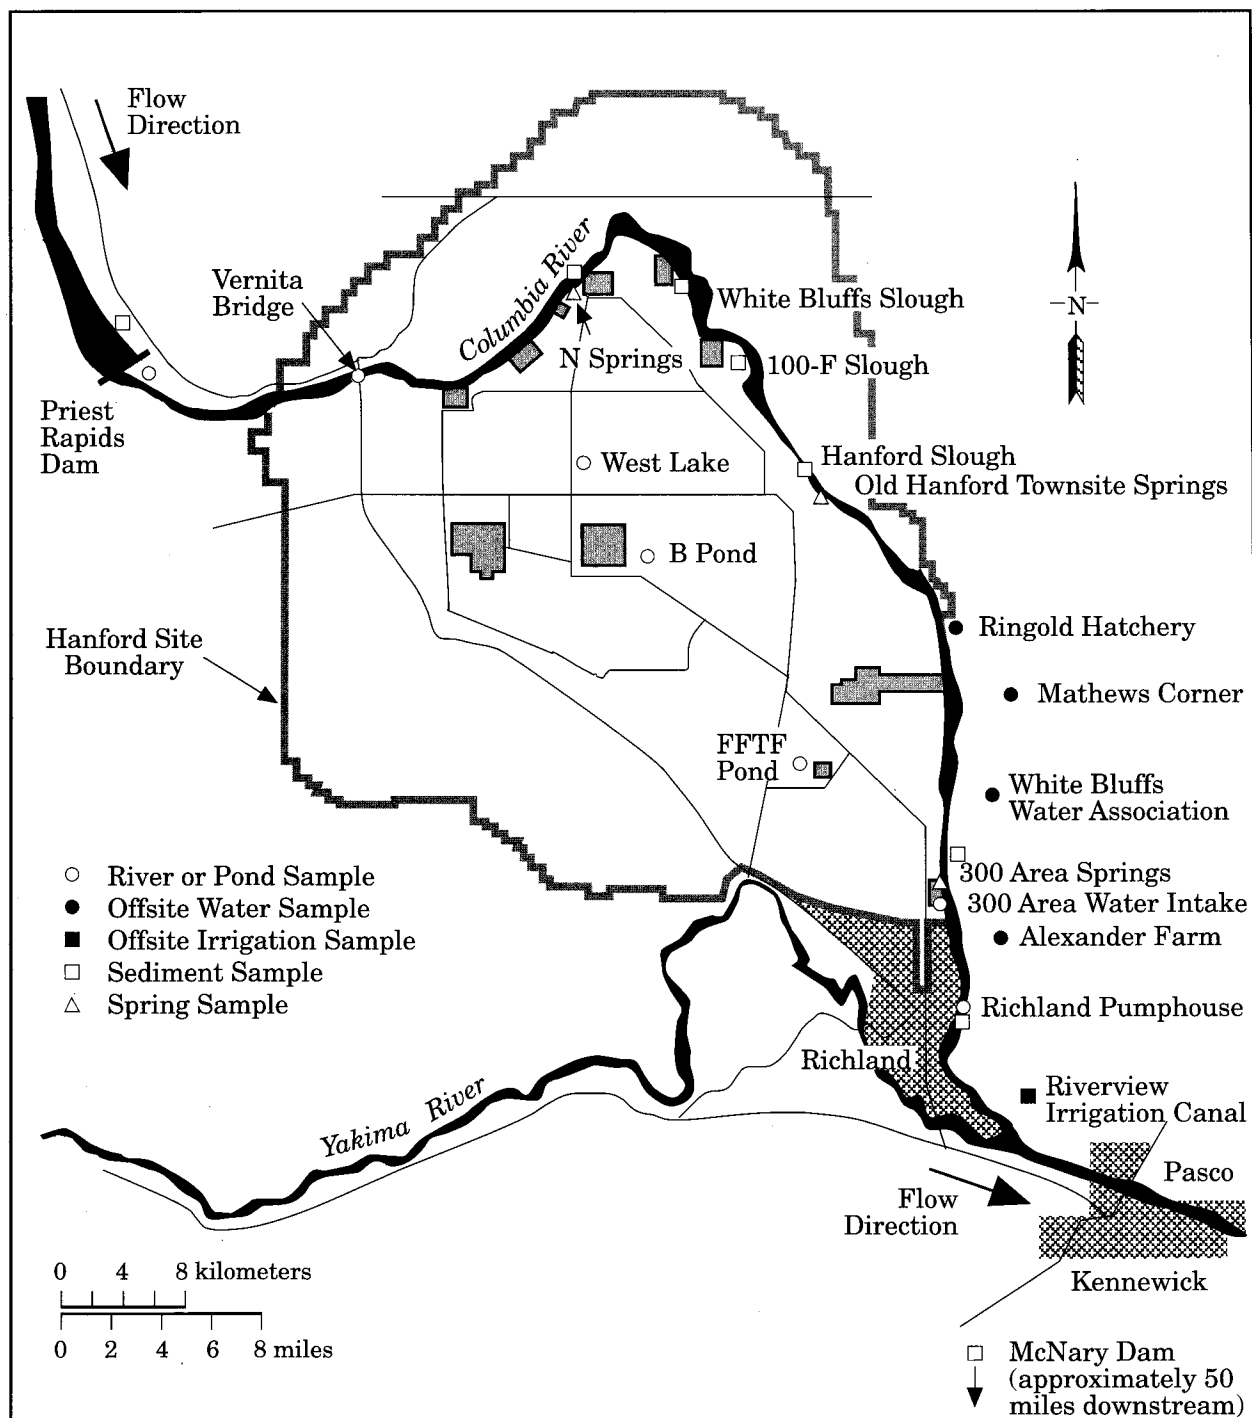 Flow
Direction
Vernita
Bridge
Columbia River
White Bluffs Slough
N
N Springs
100-F Slough
Priest
Rapids
Dam
West Lake
Hanford Slough
Old Hanford Townsite Springs
B Pond
Hanford Site
Boundary
Ringold Hatchery
Mathews Corner
FFTF
Pond
White Bluffs
Water Association
River or Pond Sample
Offsite Water Sample
Offsite Irrigation Sample
Sediment Sample
Spring Sample
300 Area Springs
300 Area Water Intake
Alexander Farm
Richland Pumphouse
Richland
Riverview
Irrigation Canal
Yakima River
Pasco
Flow
Direction
Kennewick
0 4 8 kilometers
0 2 4 6 8 miles
McNary Dam
(approximately 50
miles downstream)